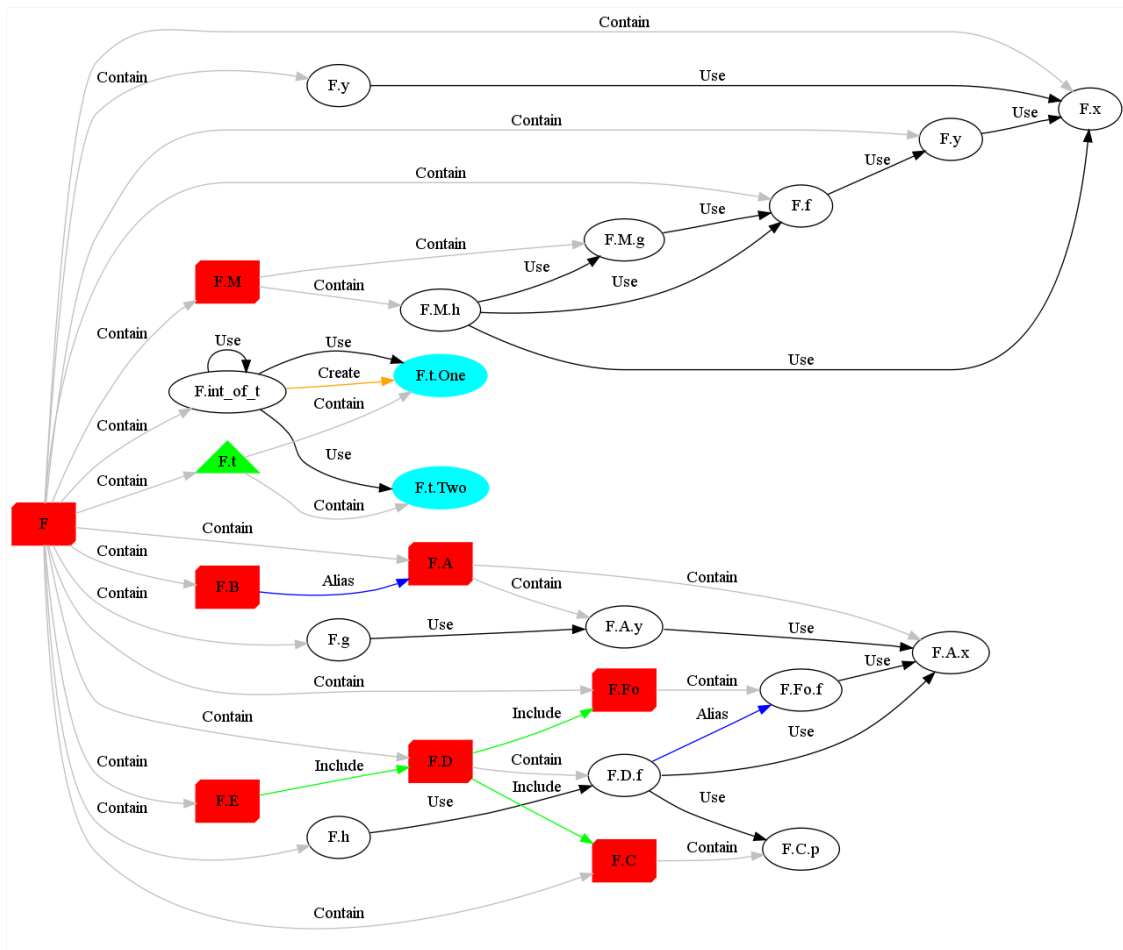 Contain
Contain
F.y
Use
F.x
Contain
F.y
Use
Contain
F.f
Use
F.M
Contain
F.M.g
Use
Contain
Contain
F.M.h
Use
Use
Use
Use
F.int_of_t
Contain
Use
Create
F.t.One
Contain
F.t
Contain
Use
F.t.Two
Contain
F
Contain
F.A
Contain
F.B
Alias
Contain
Contain
Contain
F.g
Use
F.A.y
Use
F.A.x
Contain
F.Fo
Contain
F.Fo.f
Use
Contain
F.D
Include
Contain
F.D.f
Alias
Use
Contain
F.E
Include
Include
Use
Contain
F.h
Use
F.C
Contain
F.C.p
Contain